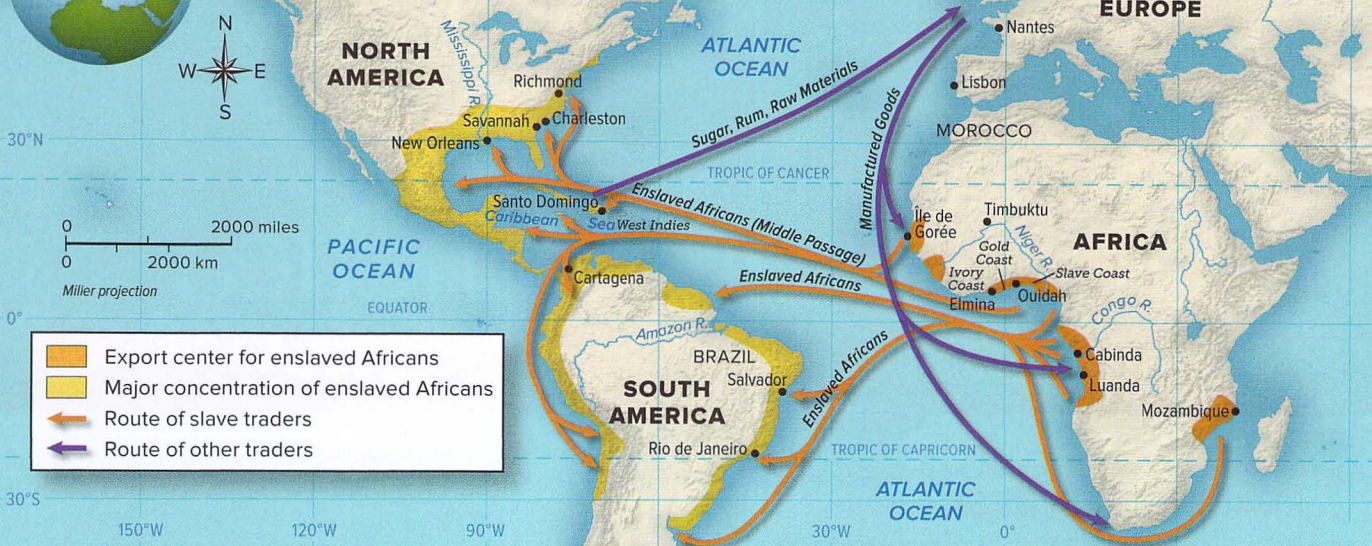 EUROPE
N
W
E
S
NORTH
AMERICA
Mississippi R.
ATLANTIC
OCEAN
Nantes
Lisbon
Richmond
Savannah
Charleston
New Orleans
Sugar, Rum, Raw Materials
Manufactured Goods
MOROCCO
30°N
TROPIC OF CANCER
Santo Domingo
Caribbean
Sea
West Indies
Enslaved Africans (Middle Passage)
Île de
Gorée
Timbuktu
Niger R.
AFRICA
Gold
Coast
Ivory
Coast
Slave Coast
Elmina
Ouidah
0
2000 miles
0
2000 km
Miller projection
PACIFIC
OCEAN
Cartagena
Enslaved Africans
EQUATOR
0°
Amazon R.
Congo R.
BRAZIL
Cabinda
Luanda
Salvador
SOUTH
AMERICA
Enslaved Africans
Mozambique
Rio de Janeiro
TROPIC OF CAPRICORN
ATLANTIC
OCEAN
Export center for enslaved Africans
Major concentration of enslaved Africans
Route of slave traders
Route of other traders
30°S
150°W
120°W
90°W
30°W
0°